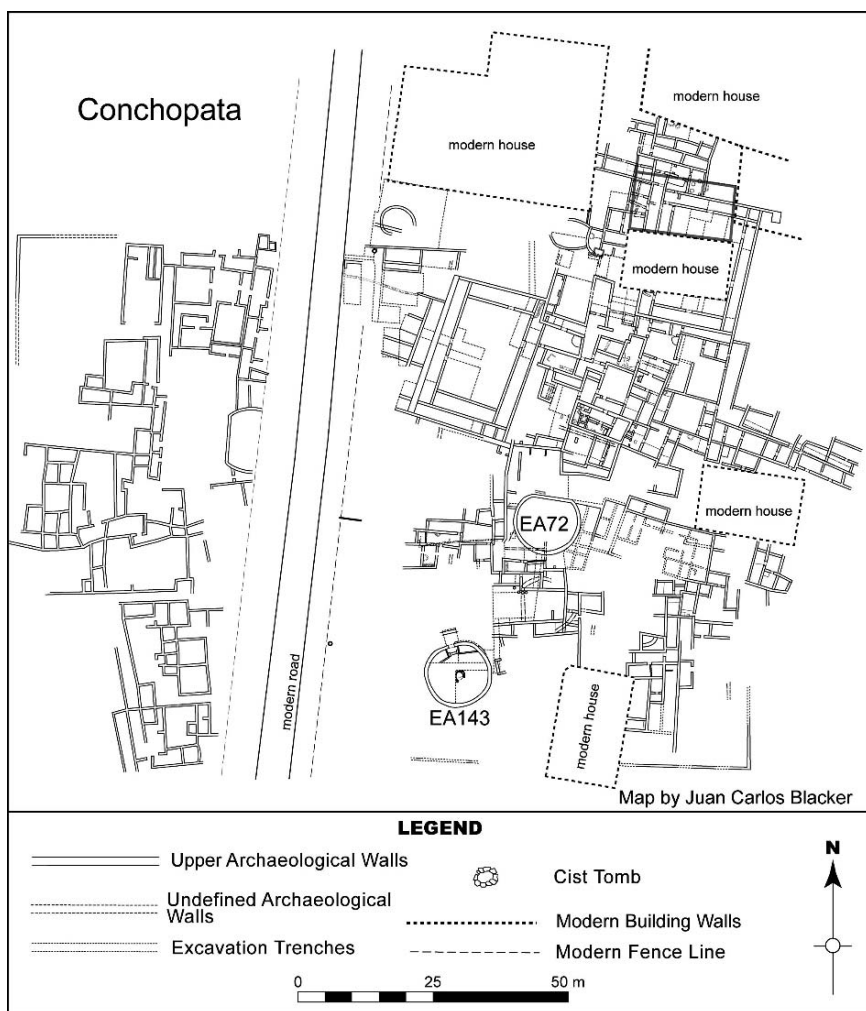 Conchopata
modern house
modern house
modern house
modern house
EA72
EA143
modern road
modern house
Map by Juan Carlos Blacker
LEGEND
Upper Archaeological Walls
Undefined Archaeological
Walls
Excavation Trenches
Cist Tomb
Modern Building Walls
Modern Fence Line
N
0 25 50 m